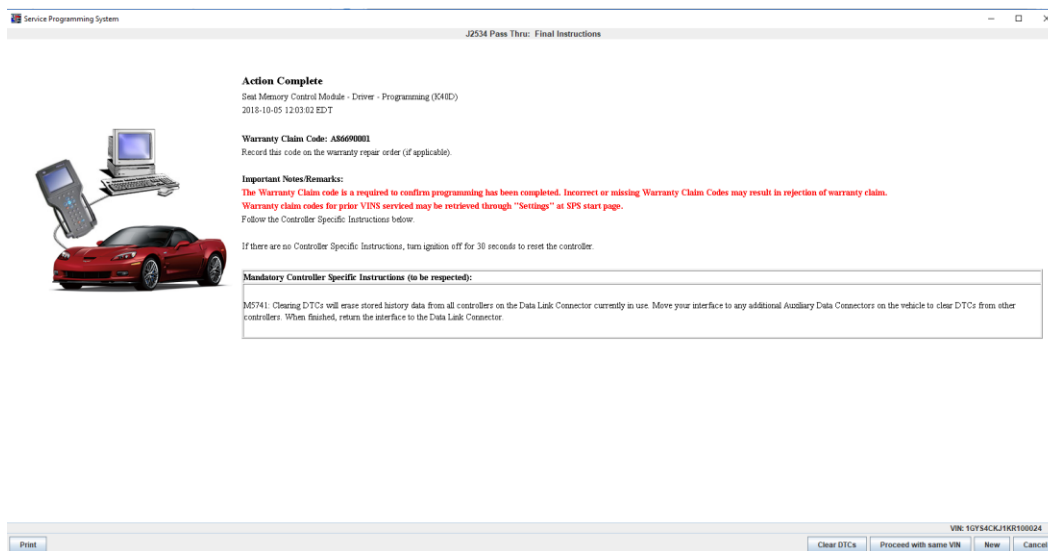 Service Programming System
J2534 Pass Thru: Final Instructions
Action Complete
Seat Memory Control Module - Driver - Programming (K40D)
2018-10-05 12:03:02 EDT
Warranty Claim Code: A86690001
Record this code on the warranty repair order (if applicable).
Important Notes/Remarks:
The Warranty Claim code is a required to confirm programming has been completed. Incorrect or missing Warranty Claim Codes may result in rejection of warranty claim.
Warranty claim codes for prior VINS serviced may be retrieved through "Settings" at SPS start page.
Follow the Controller Specific Instructions below.
If there are no Controller Specific Instructions, turn ignition off for 30 seconds to reset the controller.
Mandatory Controller Specific Instructions (to be respected):
M5741: Clearing DTCs will erase stored history data from all controllers on the Data Link Connector currently in use. Move your interface to any additional Auxiliary Data Connectors on the vehicle to clear DTCs from other
controllers. When finished, return the interface to the Data Link Connector.
VIN: 1GYS4CKJ1KR100024
Print Clear DTCs Proceed with same VIN New Cancel